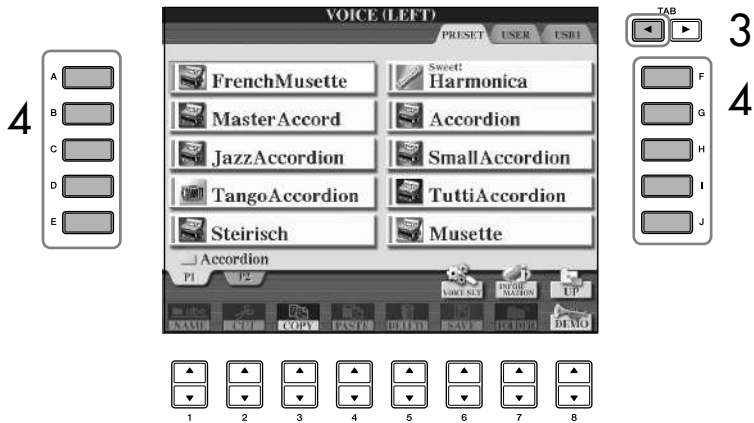 VOICE (LEFT)
PRESET USER USB1
TAB
3
4
A
B
C
D
E
FrenchMusette
MasterAccord
JazzAccordion
TangoAccordion
Steirisch
Sweet!
Harmonica
Accordion
SmallAccordion
TuttiAccordion
Musette
4
F
G
H
I
J
Accordion
P1 P2
VOICE SET INFOR-MATION UP
NAME CUT COPY PASTE DELETE SAVE FOLDER DEMO
1 2 3 4 5 6 7 8